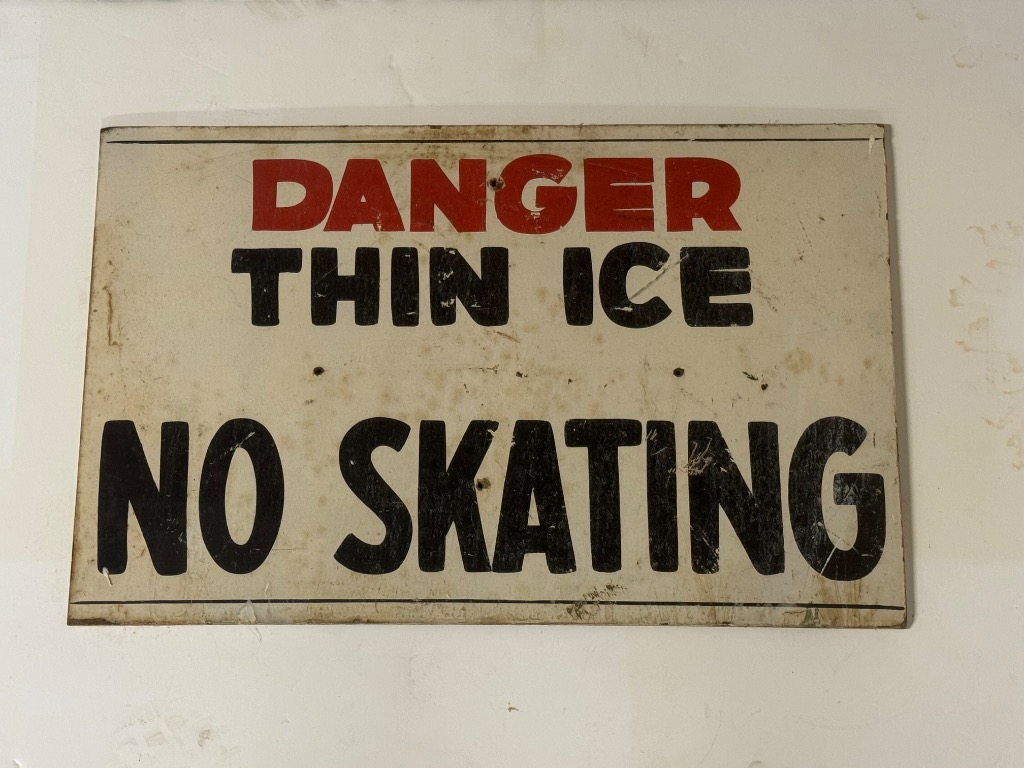 DANGER
THIN ICE
NO SKATING